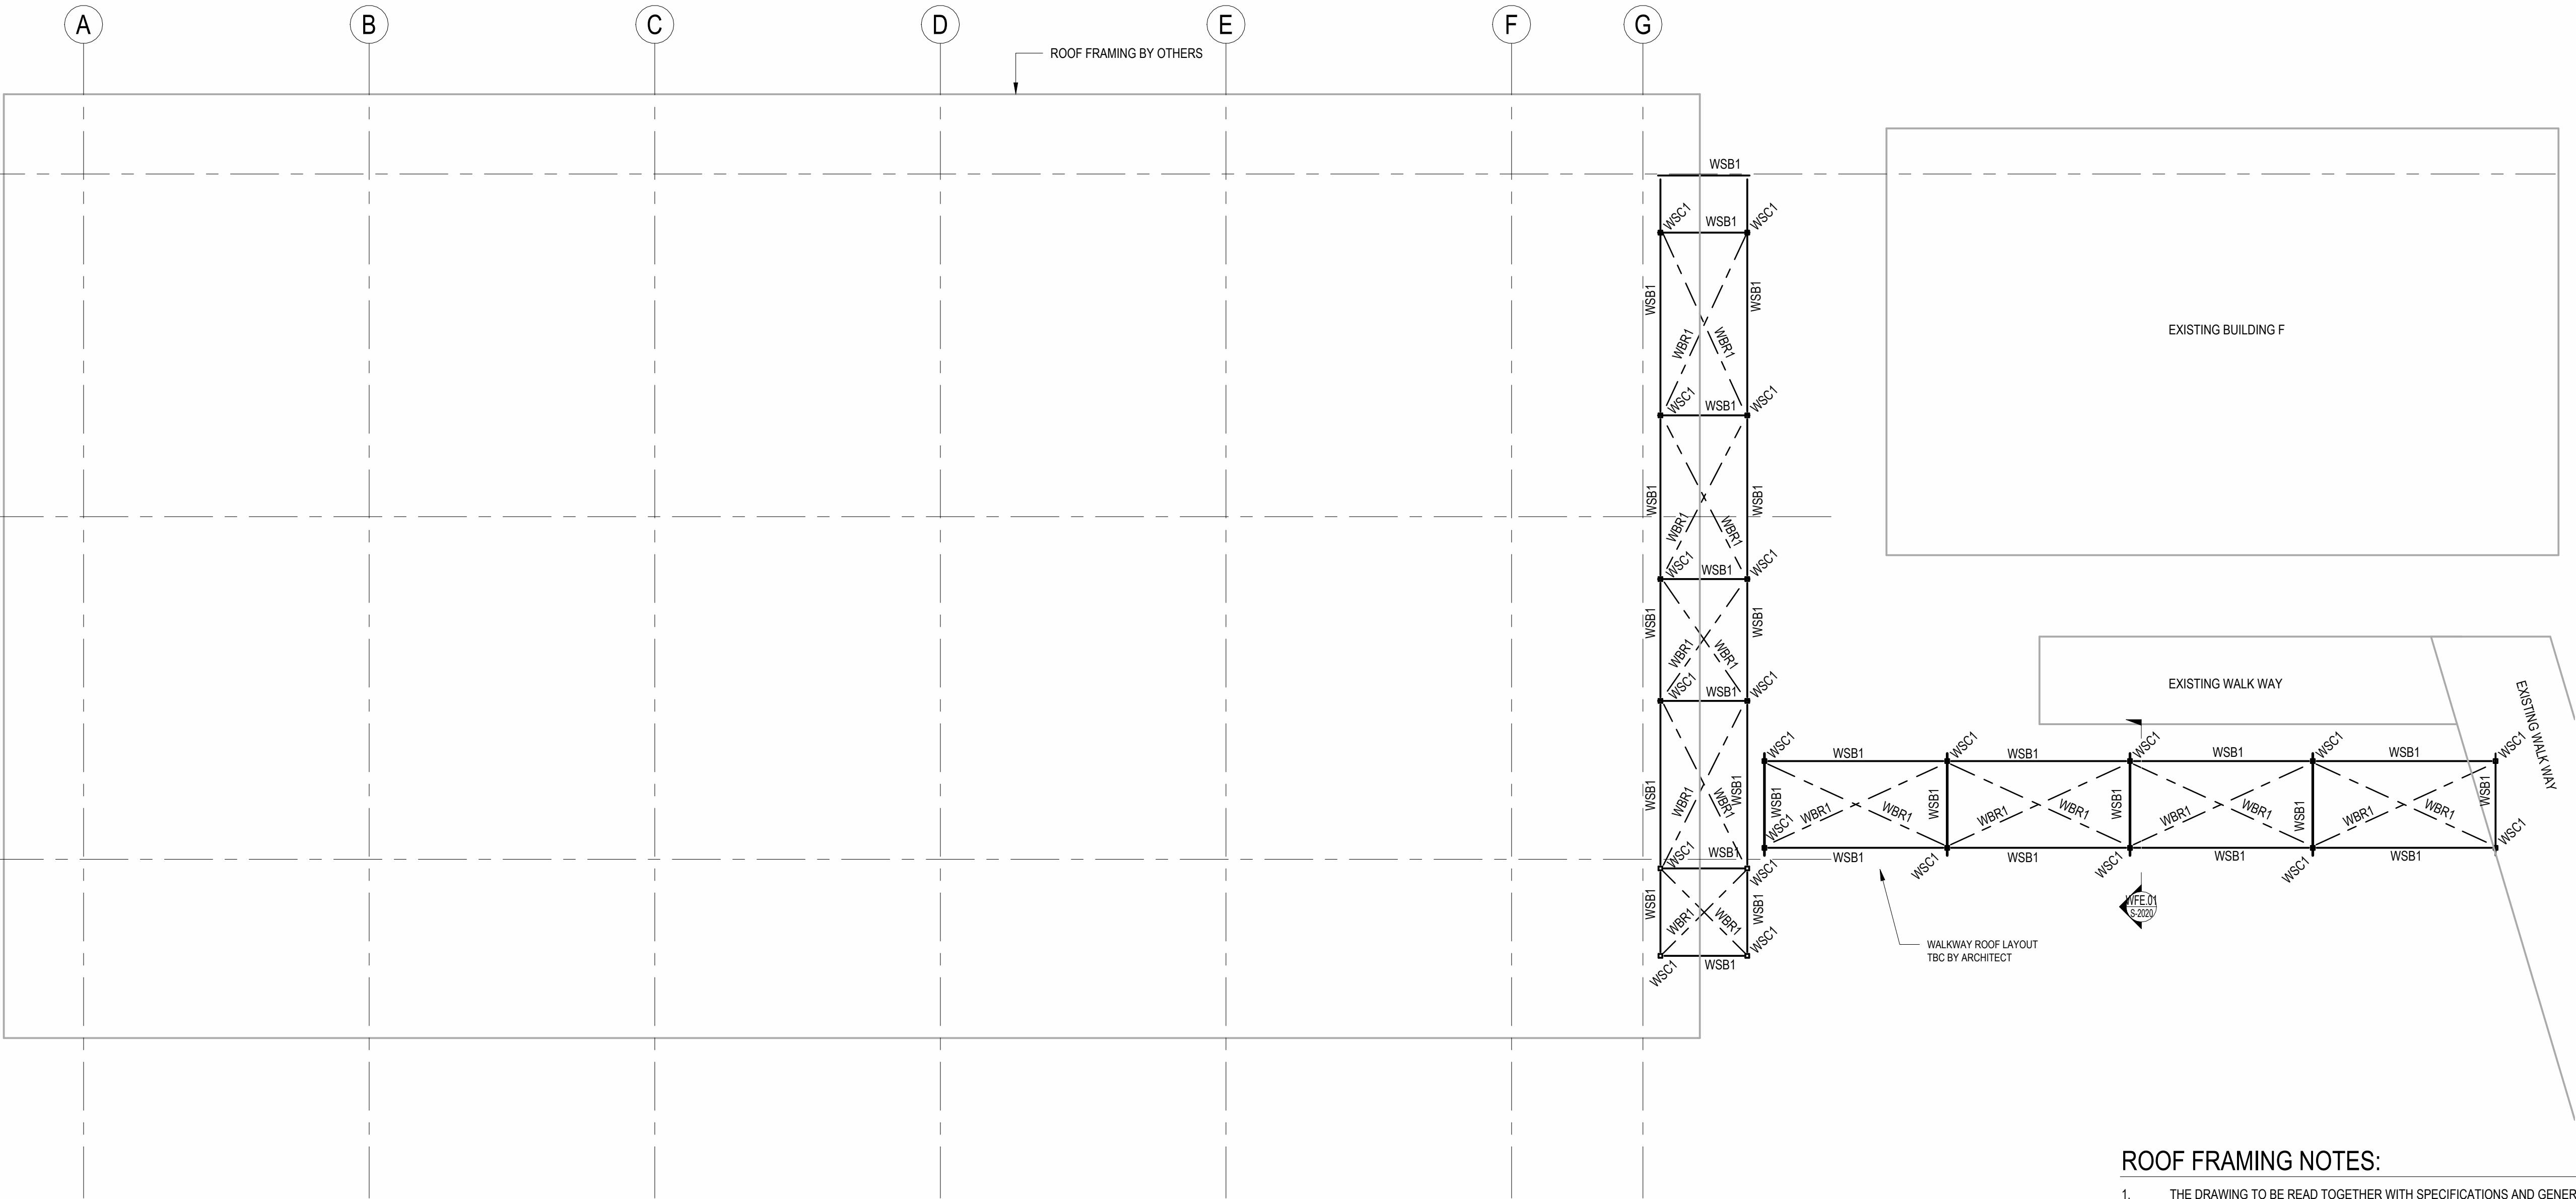 A
B
C
D
E
F
G
ROOF FRAMING BY OTHERS
WSB1
WSC1
WSB1
WSC1
WSB1
WSB1
EXISTING BUILDING F
WBR1
WBR1
WSC1
WSB1
WSC1
WSB1
WSB1
WBR1
WBR1
WSC1
WSB1
WSC1
WSB1
WSB1
WBR1
WBR1
WSC1
WSB1
WSC1
EXISTING WALK WAY
EXISTING WALK WAY
WSB1
WBR1
WBR1
WSB1
WSC1
WSB1
WSC1
WSB1
WSC1
WSB1
WSC1
WSB1
WSC1
WSB1
WBR1
WBR1
WSB1
WBR1
WBR1
WSB1
WBR1
WBR1
WSB1
WBR1
WBR1
WSB1
WSC1
WSB1
WSC1
WSB1
WSC1
WSB1
WSC1
WSB1
WSC1
WSC1
WSB1
WSC1
WSB1
WBR1
WBR1
WSB1
WSC1
WSB1
WSC1
WFE.01
S-2020
WALKWAY ROOF LAYOUT
TBC BY ARCHITECT
ROOF FRAMING NOTES:
1. THE DRAWING TO BE READ TOGETHER WITH SPECIFICATIONS AND GENER